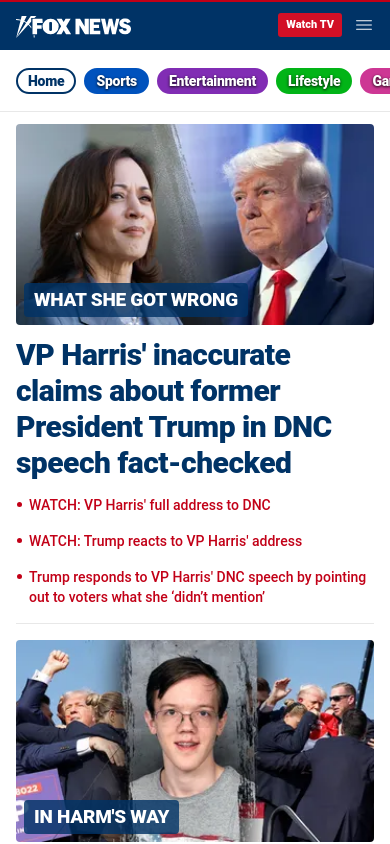 FOX NEWS
Watch TV
Home
Sports
Entertainment
Lifestyle
Ga
WHAT SHE GOT WRONG
VP Harris' inaccurate
claims about former
President Trump in DNC
speech fact-checked
WATCH: VP Harris' full address to DNC
WATCH: Trump reacts to VP Harris' address
Trump responds to VP Harris' DNC speech by pointing
out to voters what she ‘didn’t mention’
8022
IN HARM'S WAY